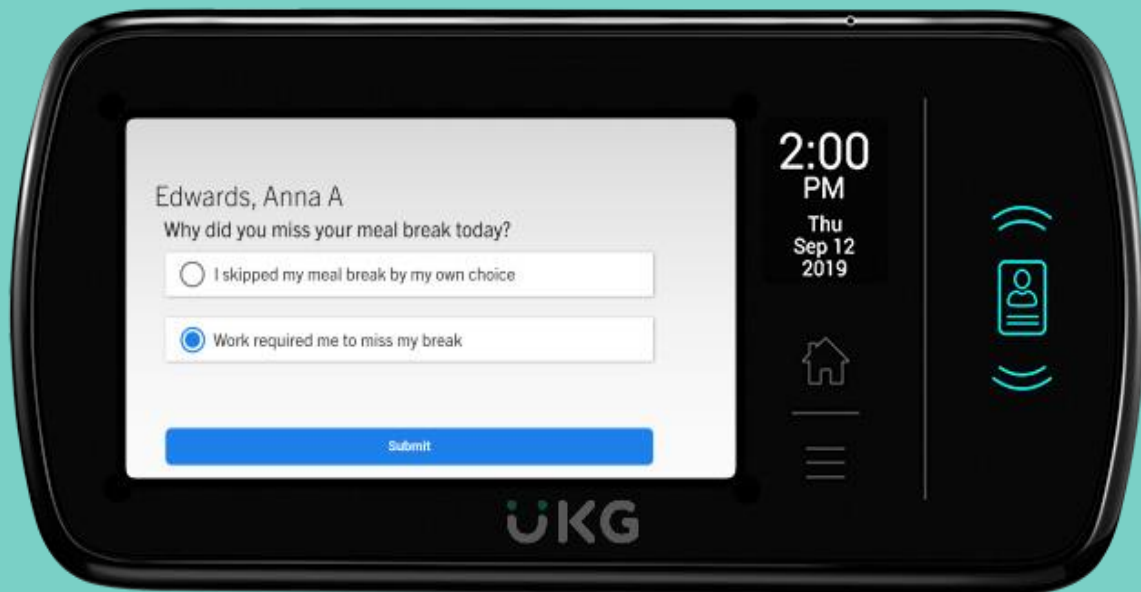 Edwards, Anna A
Why did you miss your meal break today?
I skipped my meal break by my own choice
Work required me to miss my break
Submit
2:00
PM
Thu
Sep 12
2019
UKG